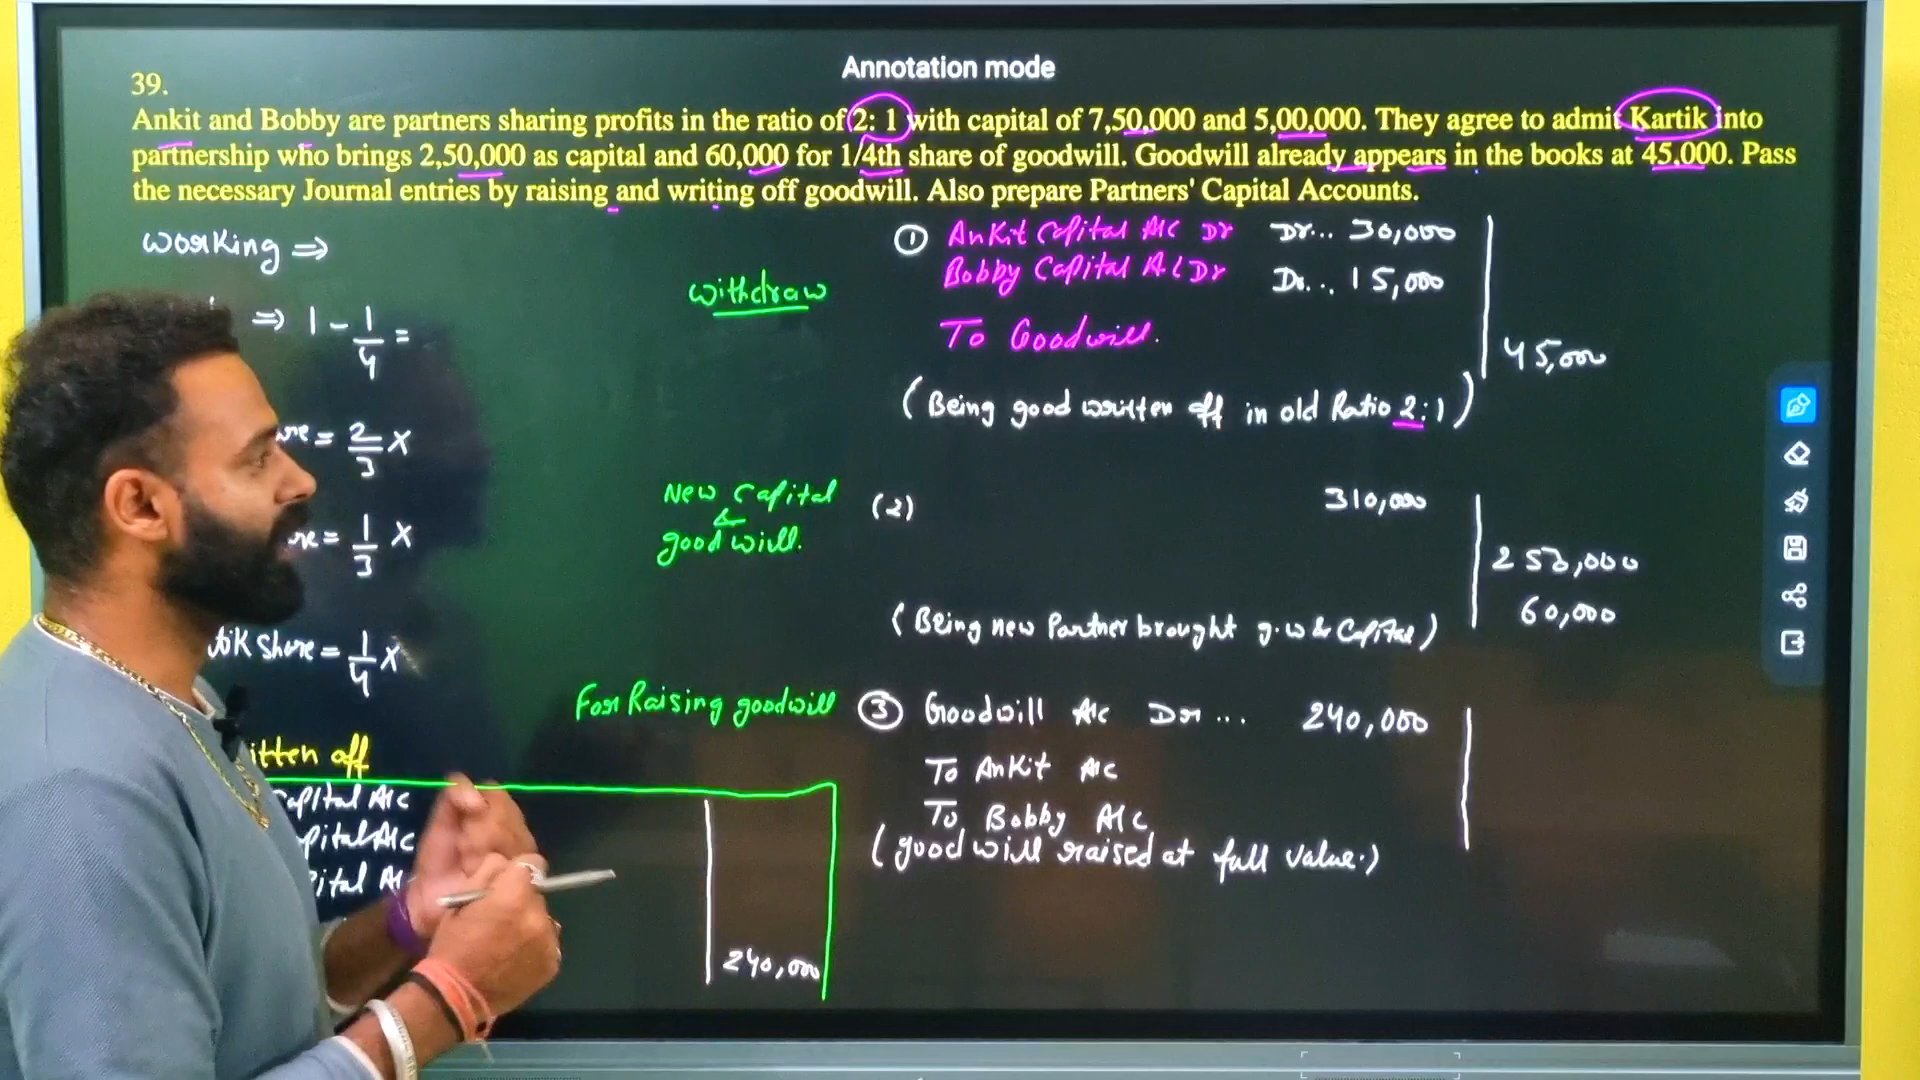 Annotation mode
39.
Ankit and Bobby are partners sharing profits in the ratio of 2: 1 with capital of 7,50,000 and 5,00,000. They agree to admit Kartik into
partnership who brings 2,50,000 as capital and 60,000 for 1/4th share of goodwill. Goodwill already appears in the books at 45,000. Pass
the necessary Journal entries by raising and writing off goodwill. Also prepare Partners' Capital Accounts.
Working ⇒
⇒ 1 - 1/4 =
= 2/3 X
= 1/3 X
Share = 1/4 X
written off
Capital A/c
Capital A/c
240,000
Withdraw
① Ankit Capital A/c Dr Dr... 30,000
Bobby Capital A/c Dr Dr... 15,000
To Goodwill.
45,000
(Being good written off in old Ratio 2:1)
New Capital
&
goodwill.
(2) 310,000
250,000
60,000
(Being new Partner brought g.w & Capital)
For Raising goodwill
③ Goodwill A/c Dr... 240,000
To Ankit A/c
To Bobby A/c
(goodwill raised at full value.)